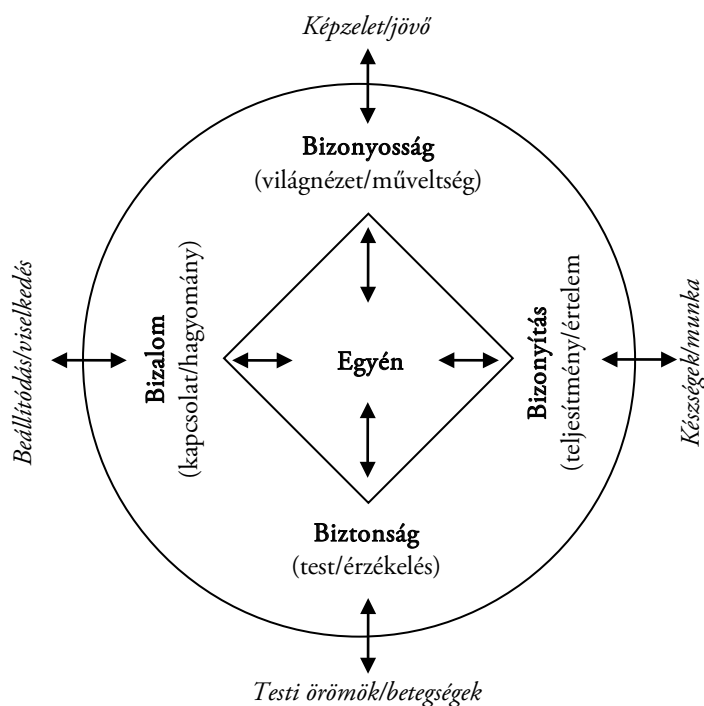 Képzelet/jövő
Bizonyosság
(világnézet/műveltség)
Beállítódás/viselkedés
Bizalom
(kapcsolat/hagyomány)
Egyén
Bizonyítás
(teljesítmény/értelem
Készségek/munka
Biztonság
(test/érzékelés)
Testi örömök/betegségek